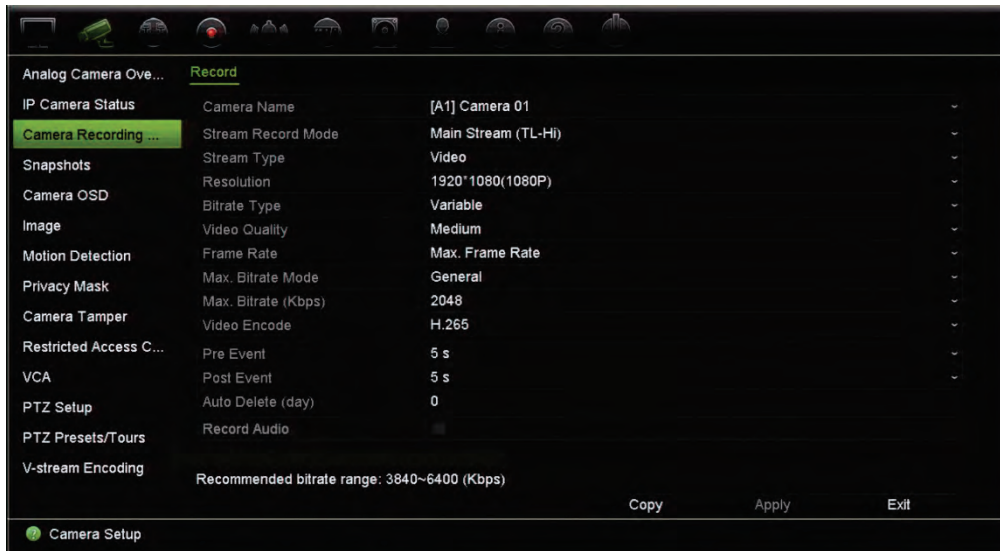 Analog Camera Ove...
IP Camera Status
Camera Recording ...
Snapshots
Camera OSD
Image
Motion Detection
Privacy Mask
Camera Tamper
Restricted Access C...
VCA
PTZ Setup
PTZ Presets/Tours
V-stream Encoding
Record
Camera Name [A1] Camera 01
Stream Record Mode Main Stream (TL-Hi)
Stream Type Video
Resolution 1920*1080(1080P)
Bitrate Type Variable
Video Quality Medium
Frame Rate Max. Frame Rate
Max. Bitrate Mode General
Max. Bitrate (Kbps) 2048
Video Encode H.265
Pre Event 5 s
Post Event 5 s
Auto Delete (day) 0
Record Audio
Recommended bitrate range: 3840~6400 (Kbps)
Copy Apply Exit
Camera Setup